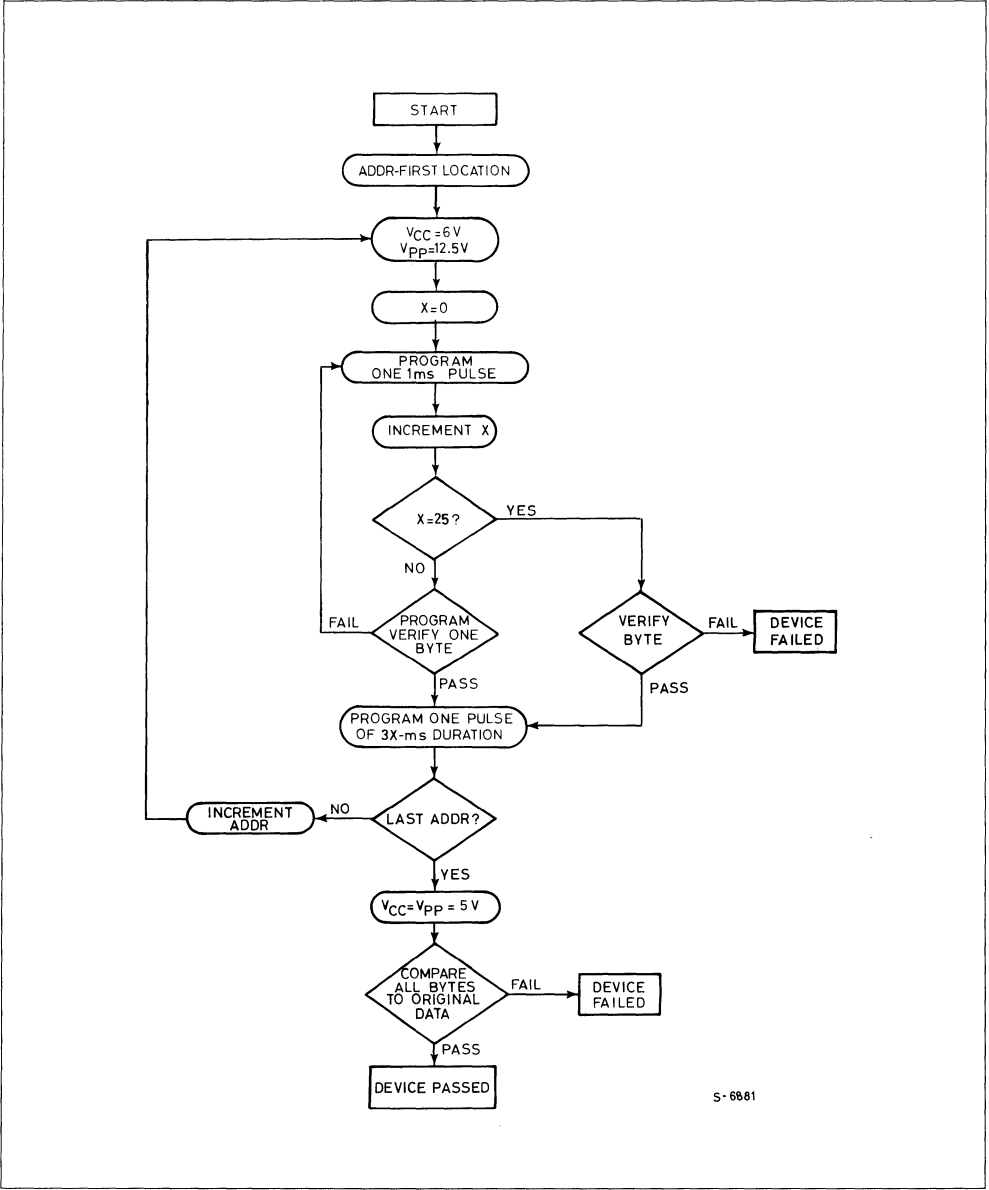 START
ADDR-FIRST LOCATION
VCC=6V
VPP=12.5V
X=0
PROGRAM
ONE 1ms PULSE
INCREMENT X
X=25?
YES
NO
FAIL
PROGRAM
VERIFY ONE
BYTE
VERIFY
BYTE
FAIL
DEVICE
FAILED
PASS
PASS
PROGRAM ONE PULSE
OF 3X-ms DURATION
INCREMENT
ADDR
NO
LAST ADDR?
YES
VCC=VPP=5V
COMPARE
ALL BYTES
TO ORIGINAL
DATA
FAIL
DEVICE
FAILED
PASS
DEVICE PASSED
S-6881